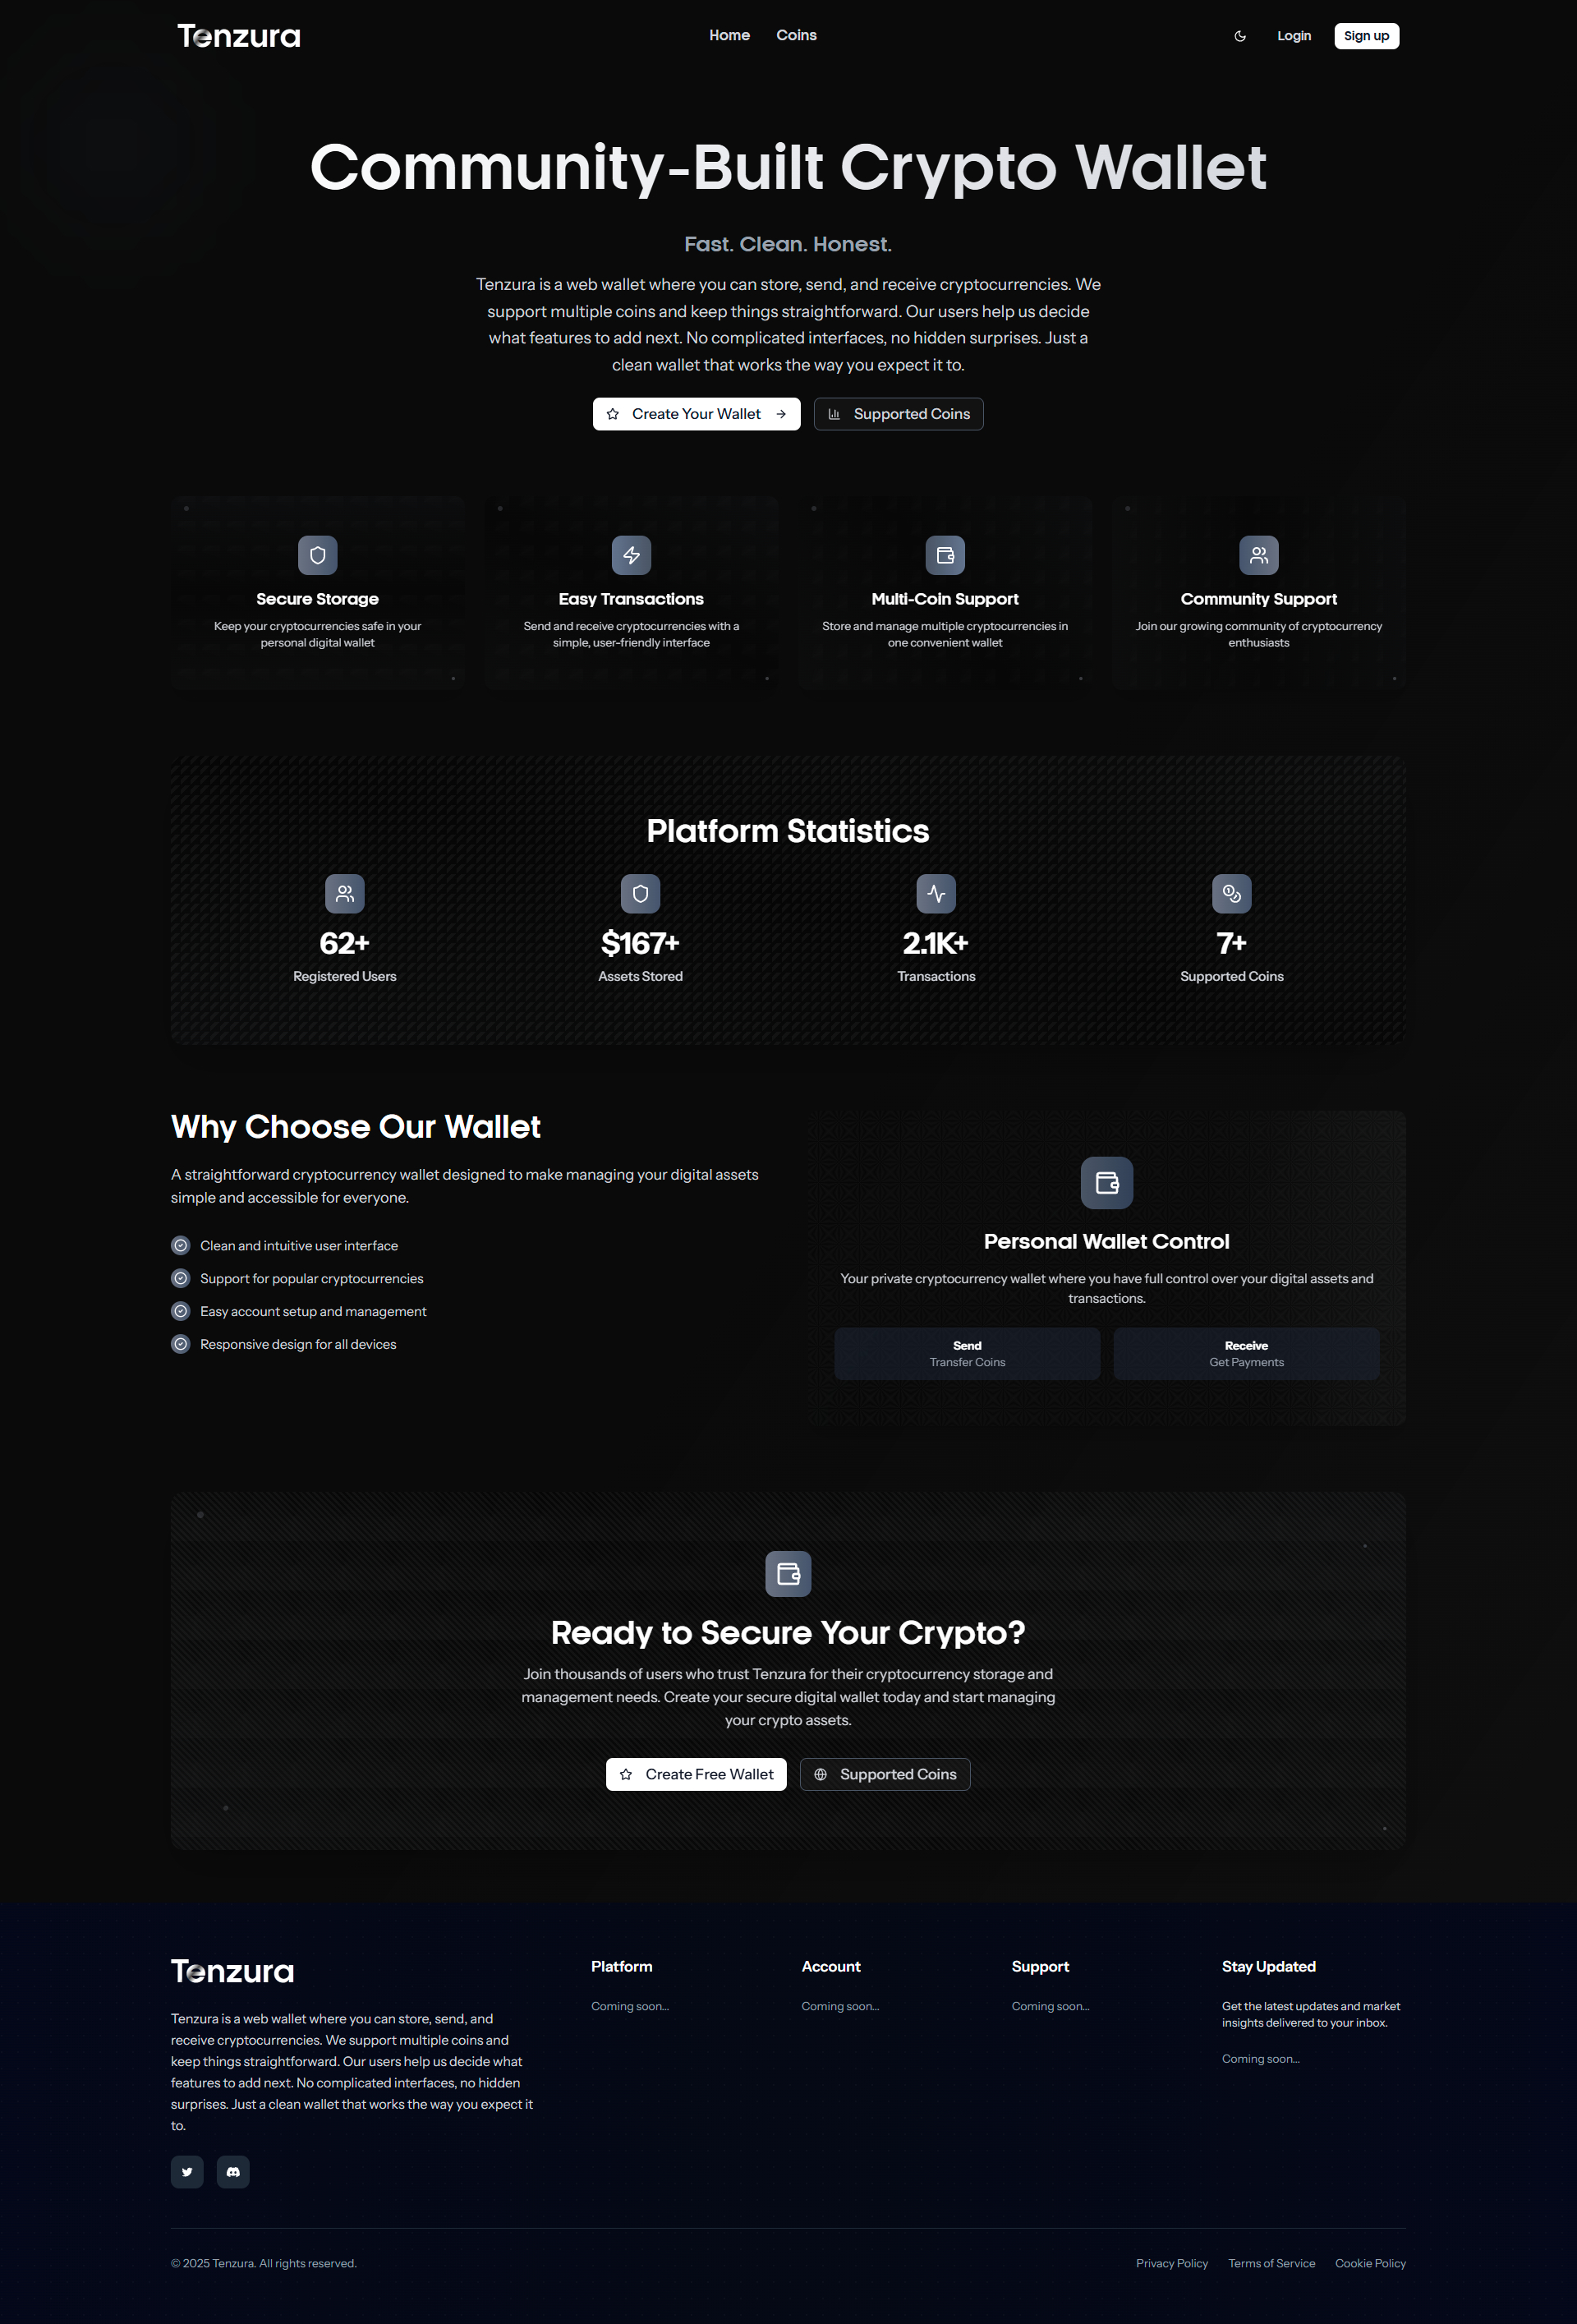 Tenzura
Home
Coins
Login
Sign up
Community-Built Crypto Wallet
Fast. Clean. Honest.
Tenzura is a web wallet where you can store, send, and receive cryptocurrencies. We
support multiple coins and keep things straightforward. Our users help us decide
what features to add next. No complicated interfaces, no hidden surprises. Just a
clean wallet that works the way you expect it to.
Create Your Wallet
Supported Coins
Secure Storage
Keep your cryptocurrencies safe in your
personal digital wallet
Easy Transactions
Send and receive cryptocurrencies with a
simple, user-friendly interface
Multi-Coin Support
Store and manage multiple cryptocurrencies in
one convenient wallet
Community Support
Join our growing community of cryptocurrency
enthusiasts
Platform Statistics
62+
Registered Users
$167+
Assets Stored
2.1K+
Transactions
7+
Supported Coins
Why Choose Our Wallet
A straightforward cryptocurrency wallet designed to make managing your digital assets
simple and accessible for everyone.
Clean and intuitive user interface
Support for popular cryptocurrencies
Easy account setup and management
Responsive design for all devices
Personal Wallet Control
Your private cryptocurrency wallet where you have full control over your digital assets and
transactions.
Send
Transfer Coins
Receive
Get Payments
Ready to Secure Your Crypto?
Join thousands of users who trust Tenzura for their cryptocurrency storage and
management needs. Create your secure digital wallet today and start managing
your crypto assets.
Create Free Wallet
Supported Coins
Tenzura
Tenzura is a web wallet where you can store, send, and
receive cryptocurrencies. We support multiple coins and
keep things straightforward. Our users help us decide what
features to add next. No complicated interfaces, no hidden
surprises. Just a clean wallet that works the way you expect it
to.
Platform
Coming soon...
Account
Coming soon...
Support
Coming soon...
Stay Updated
Get the latest updates and market
insights delivered to your inbox.
Coming soon...
© 2025 Tenzura. All rights reserved.
Privacy Policy
Terms of Service
Cookie Policy